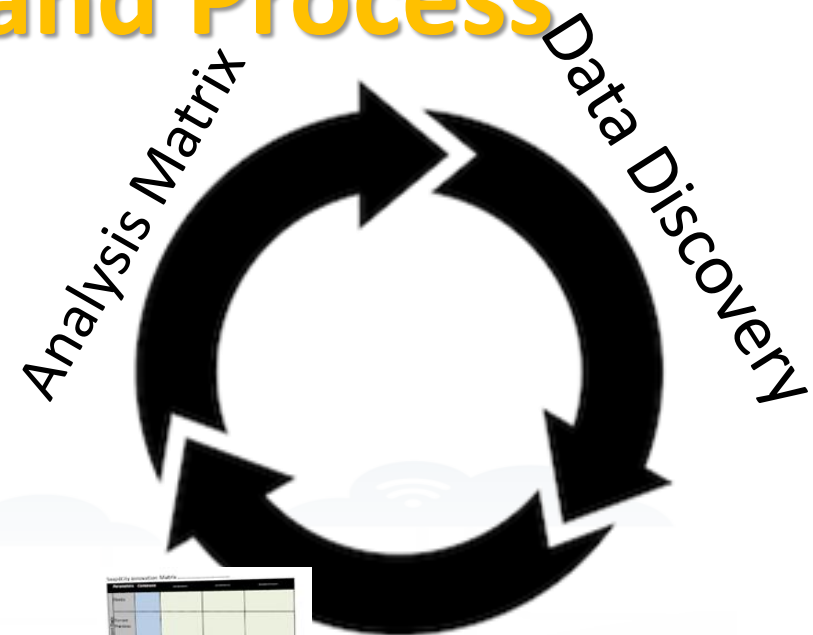 and Process
Analysis Matrix
Data Discovery